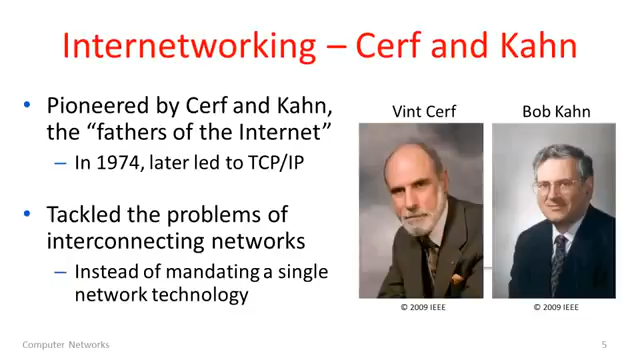 Internetworking – Cerf and Kahn
• Pioneered by Cerf and Kahn,
the “fathers of the Internet”
– In 1974, later led to TCP/IP
• Tackled the problems of
interconnecting networks
– Instead of mandating a single
network technology
Vint Cerf
Bob Kahn
© 2009 IEEE
© 2009 IEEE
Computer Networks
5